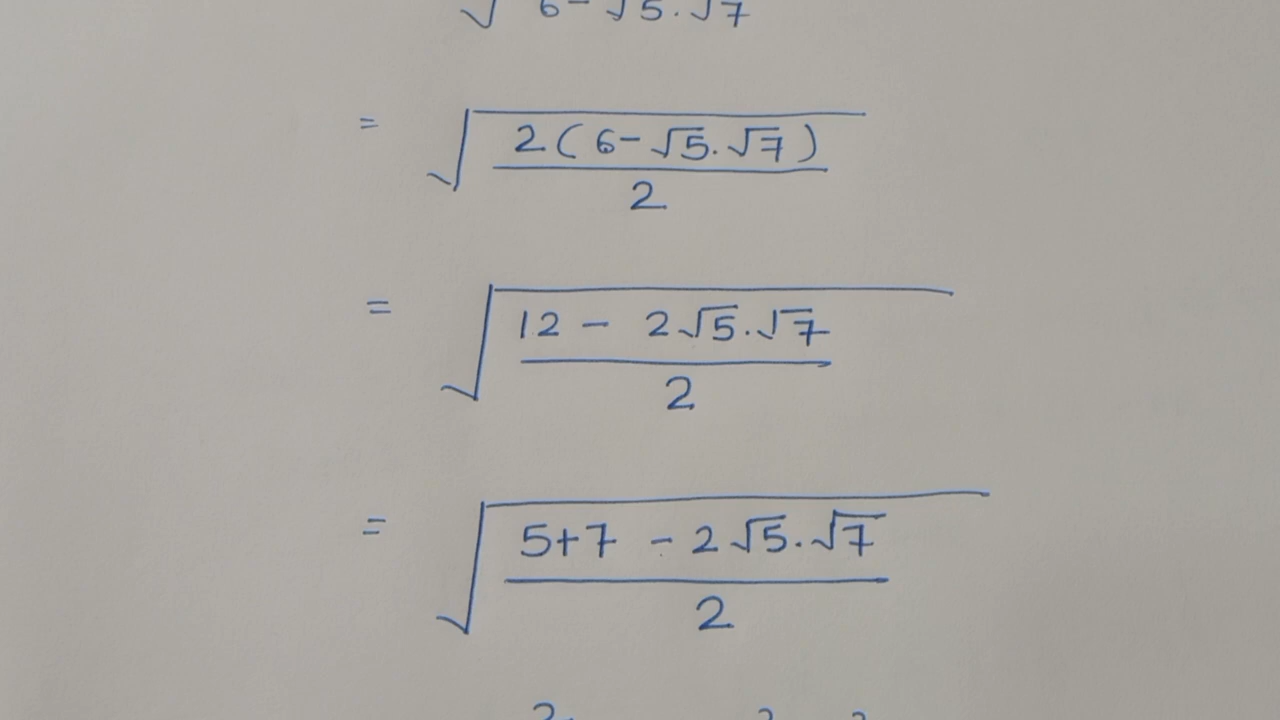 √6-√5.√7
= √2(6-√5.√7)
2
= √12 - 2√5.√7
2
= √5+7 - 2√5.√7
2